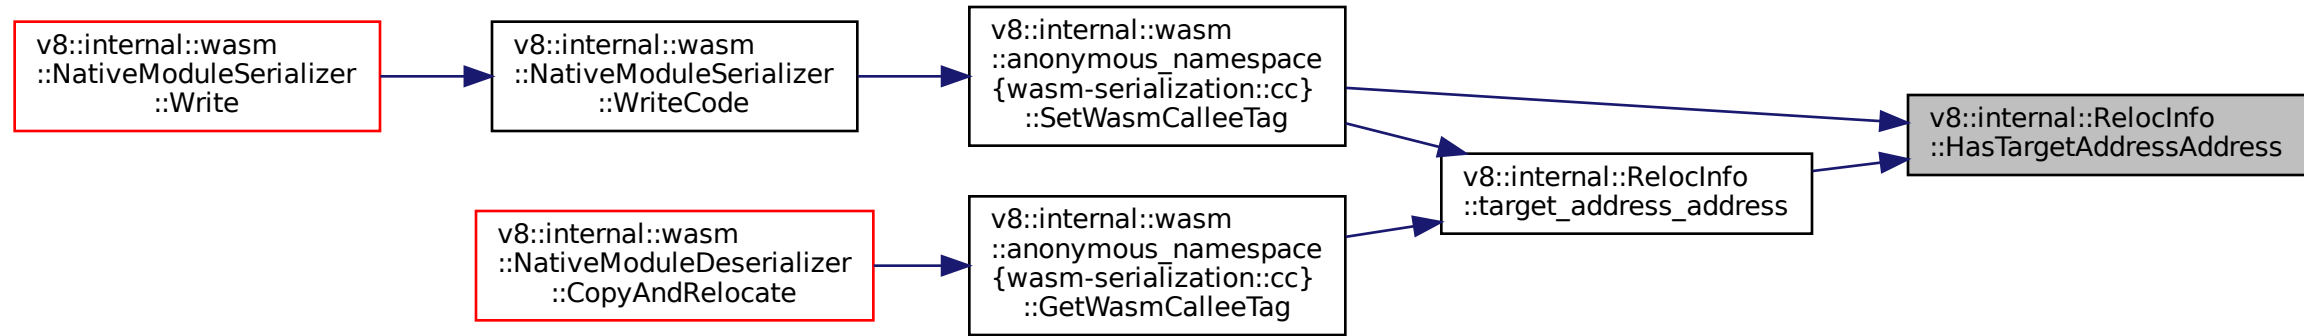 v8::internal::wasm
::NativeModuleSerializer
::Write
v8::internal::wasm
::NativeModuleSerializer
::WriteCode
v8::internal::wasm
::anonymous_namespace
{wasm-serialization::cc}
::SetWasmCalleeTag
v8::internal::RelocInfo
::HasTargetAddressAddress
v8::internal::RelocInfo
::target_address_address
v8::internal::wasm
::NativeModuleDeserializer
::CopyAndRelocate
v8::internal::wasm
::anonymous_namespace
{wasm-serialization::cc}
::GetWasmCalleeTag